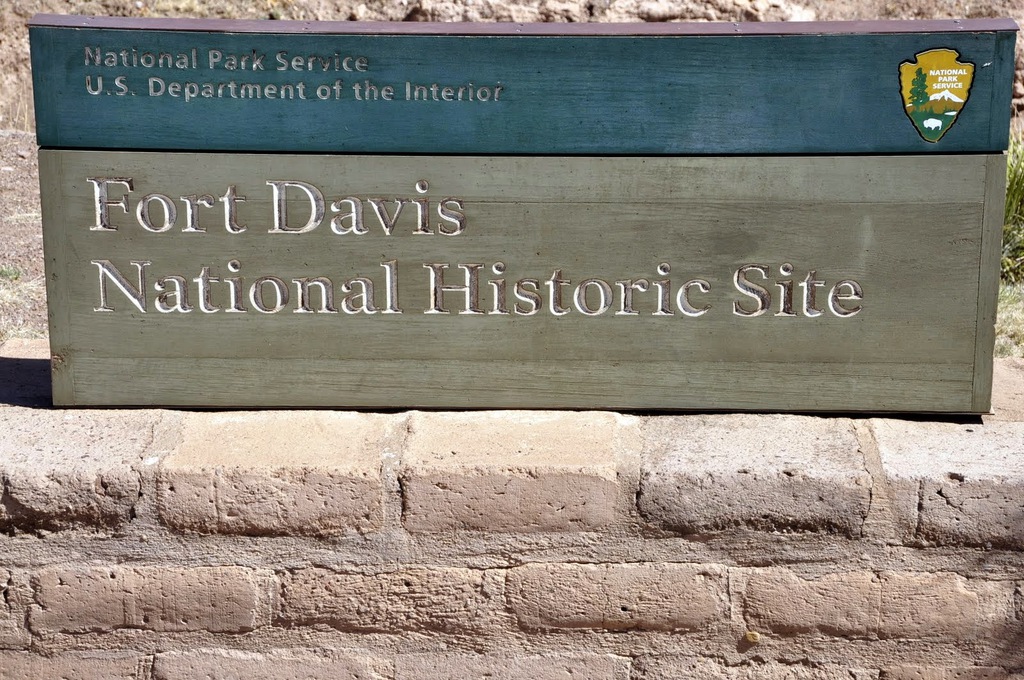 National Park Service
U.S. Department of the Interior
NATIONAL
PARK
SERVICE
Fort Davis
National Historic Site